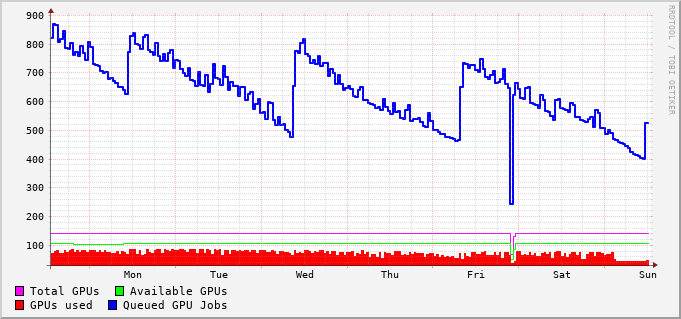 900
800
700
600
500
400
300
200
100
Mon Tue Wed Thu Fri Sat Sun
Total GPUs Available GPUs
GPUs used Queued GPU Jobs
RRDTOOL / TOBI OETIKER